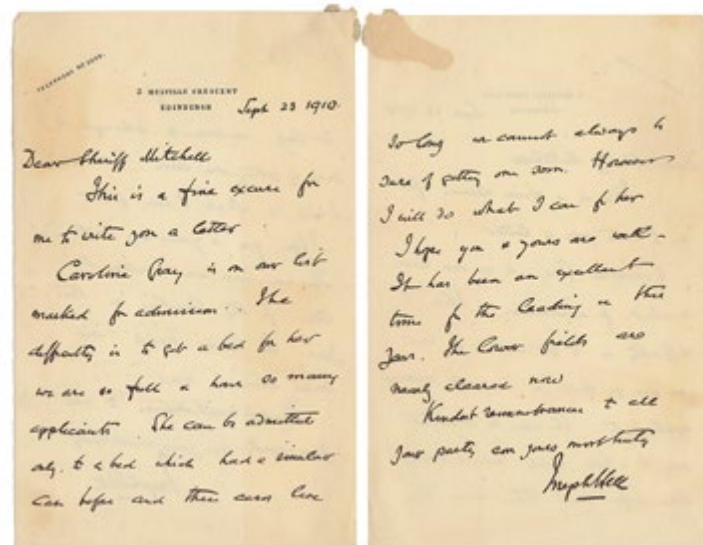 TELEPHONE
2 MELVILLE CRESCENT
EDINBURGH
Sept 23 1910.
Dear Sheriff Mitchell
This is a fine excuse for
me to write you a letter
Caroline Gray is on our list
marked for admission. The
difficulty is to get a bed for her
we are so full & have so many
applicants She can be admitted
only to a bed which had a similar
case before and these cases live
so long we cannot always be
sure of getting one soon. However
I will do what I can for her
I hope you & yours are well -
It has been an excellent
time for the leading in this
year. The lower fields are
nearly cleared now
Kindest remembrances to all
your party ever yours most truly
Joseph Bell